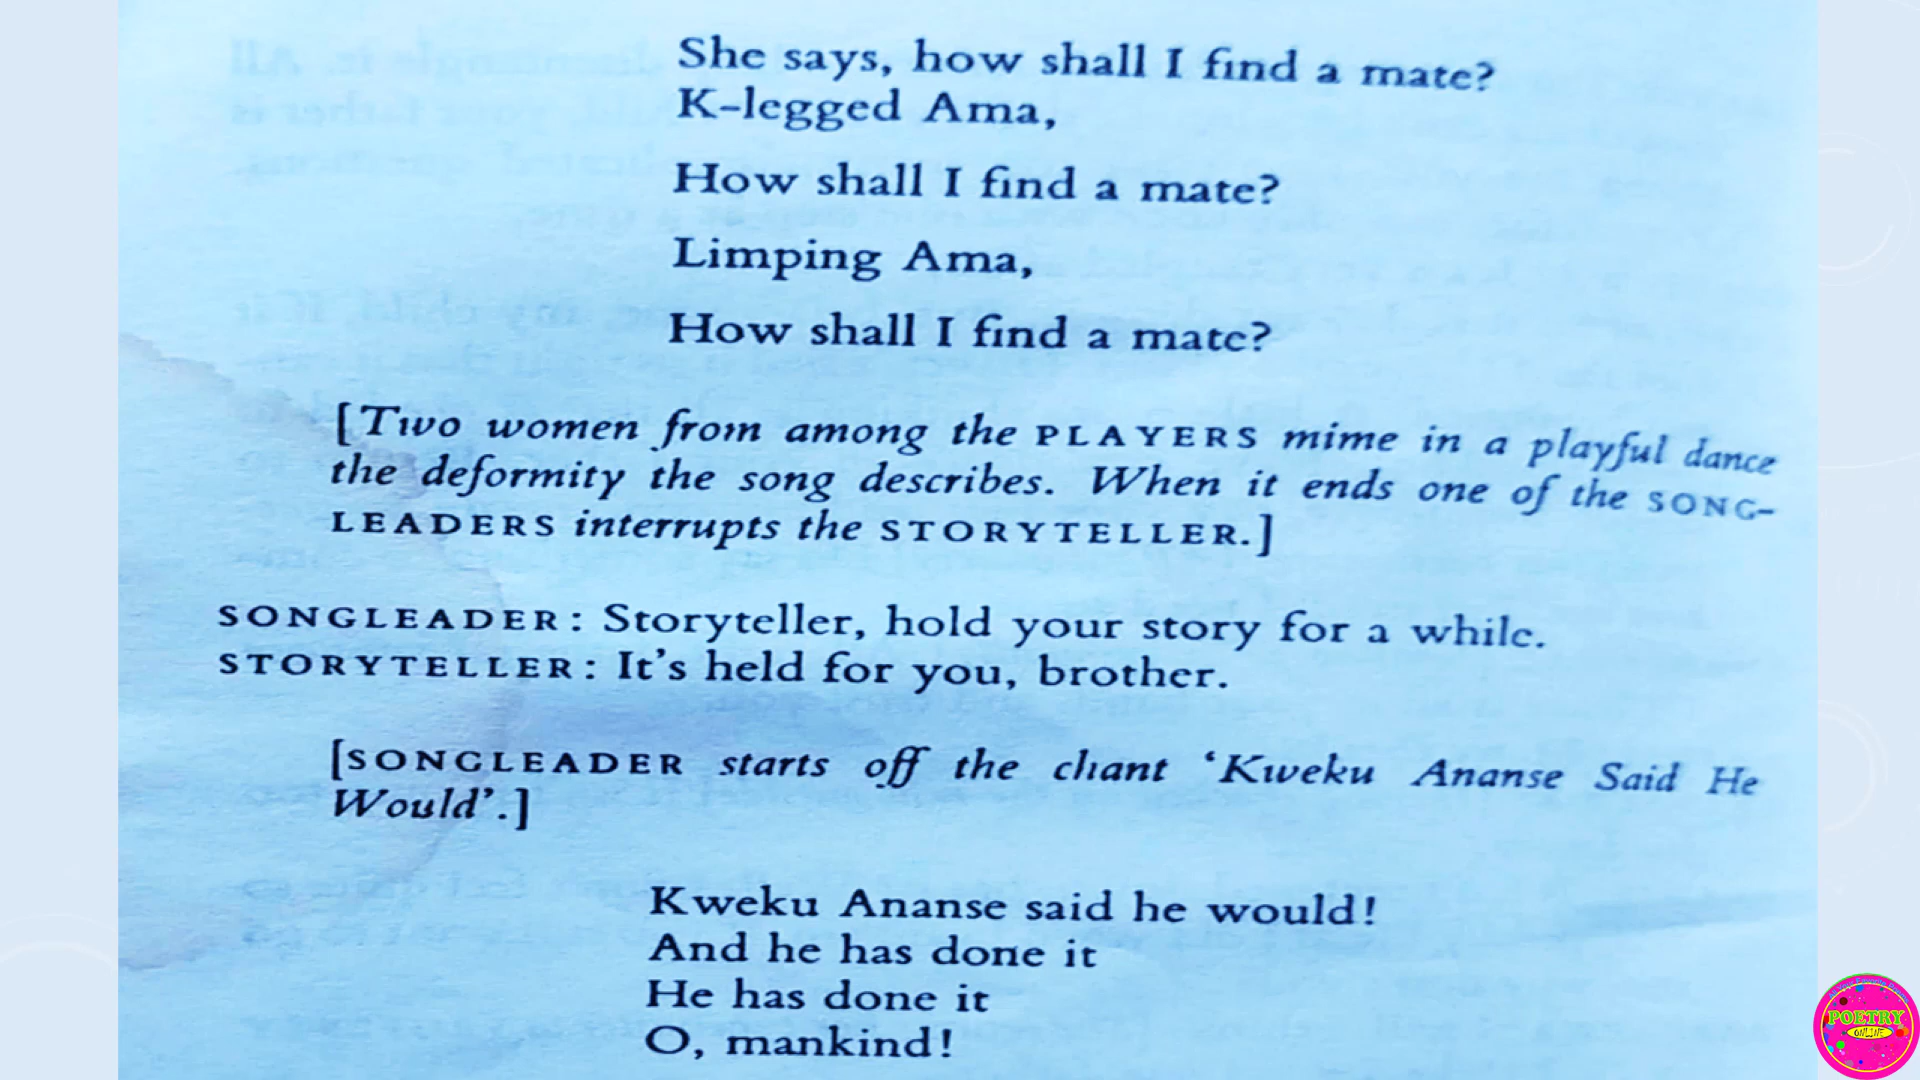 She says, how shall I find a mate?
K-legged Ama,
How shall I find a mate?
Limping Ama,
How shall I find a mate?
[Two women from among the PLAYERS mime in a playful dance
the deformity the song describes. When it ends one of the SONG-
LEADERS interrupts the STORYTELLER.]
SONGLEADER: Storyteller, hold your story for a while.
STORYTELLER: It's held for you, brother.
[SONGLEADER starts off the chant 'Kweku Ananse Said He
Would'.]
Kweku Ananse said he would!
And he has done it
He has done it
O, mankind!
POETRY
ONLINE